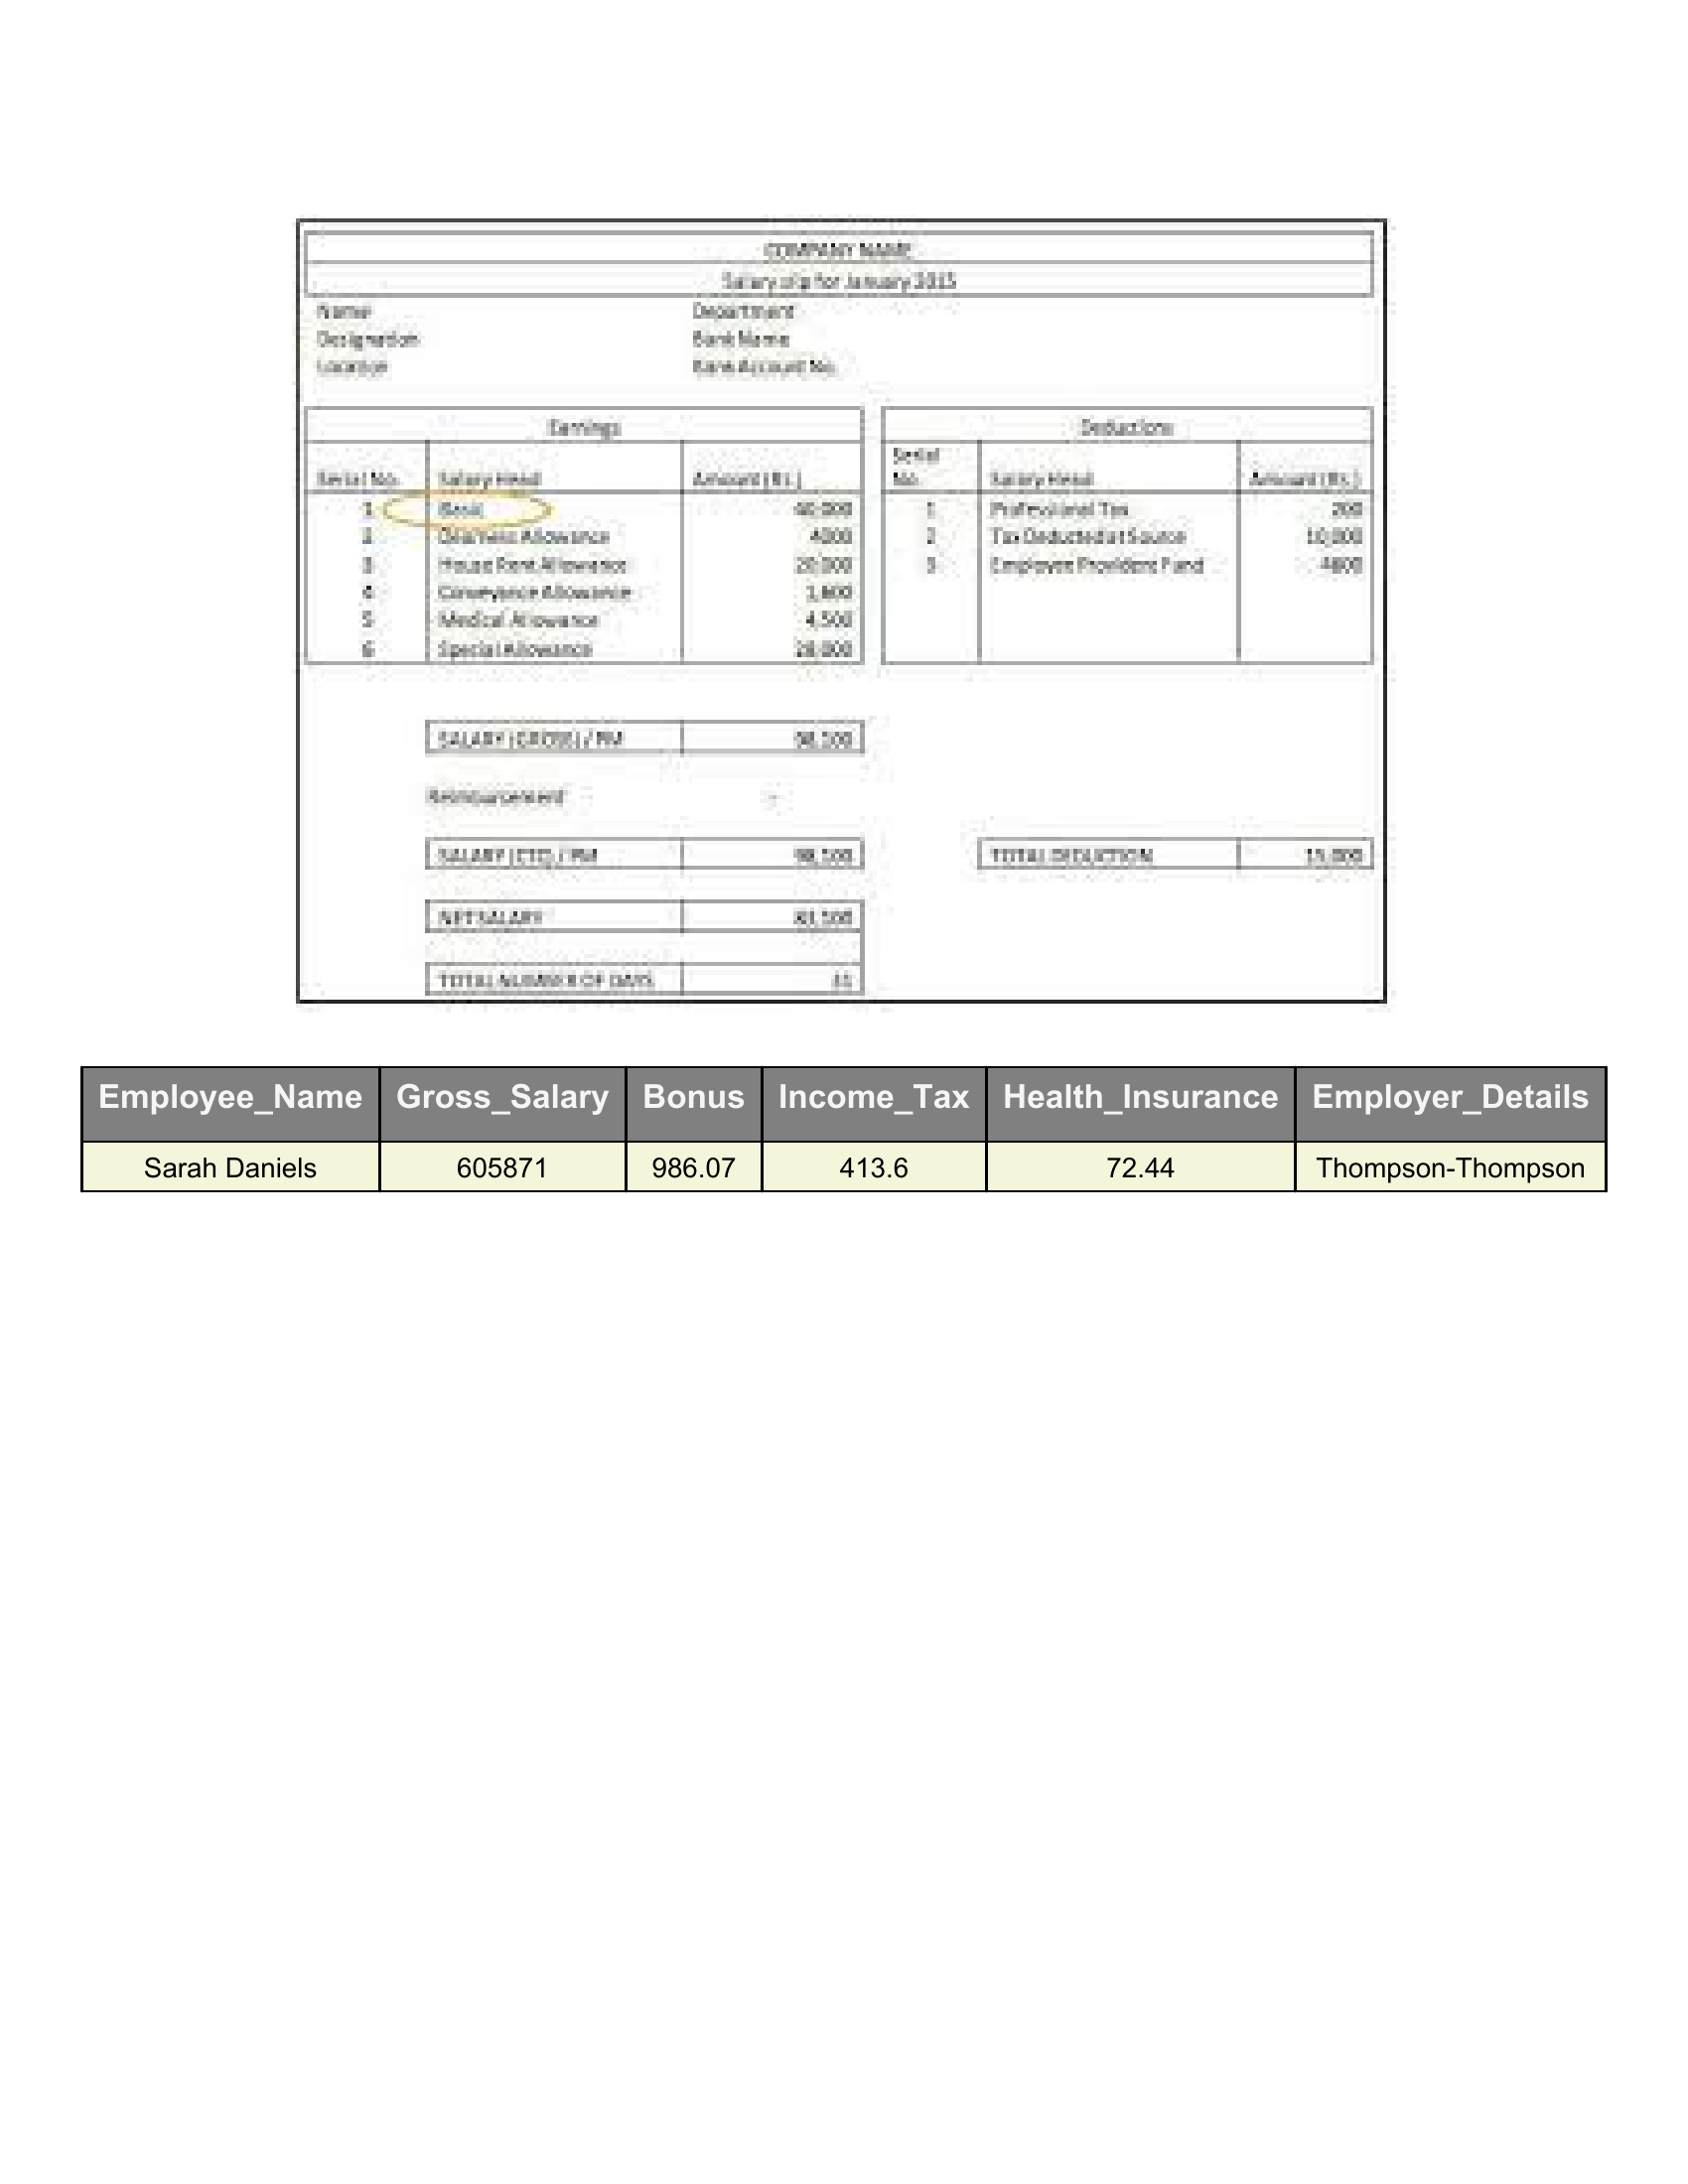 COMPANY NAME
Salary slip for January 2015
Name Department
Designation Bank Name
Location Bank Account No.
Earnings Deductions
Serial No. Salary Head Amount (Rs.) Serial No. Salary Head Amount (Rs.)
1 Basic 40,000 1 Professional Tax 200
2 Dearness Allowance 4000 2 Tax Deducted at Source 10,000
3 House Rent Allowance 20,000 3 Employee Provident Fund 4800
4 Conveyance Allowance
5 Medical Allowance 4,500
6 Special Allowance 28,000
SALARY (GROSS) / PM 98,100
Reimbursement -
SALARY (CTC) / PM 98,100 TOTAL DEDUCTION 15,000
NET SALARY 83,100
TOTAL NUMBER OF DAYS 31
Employee_Name Gross_Salary Bonus Income_Tax Health_Insurance Employer_Details
Sarah Daniels 605871 986.07 413.6 72.44 Thompson-Thompson